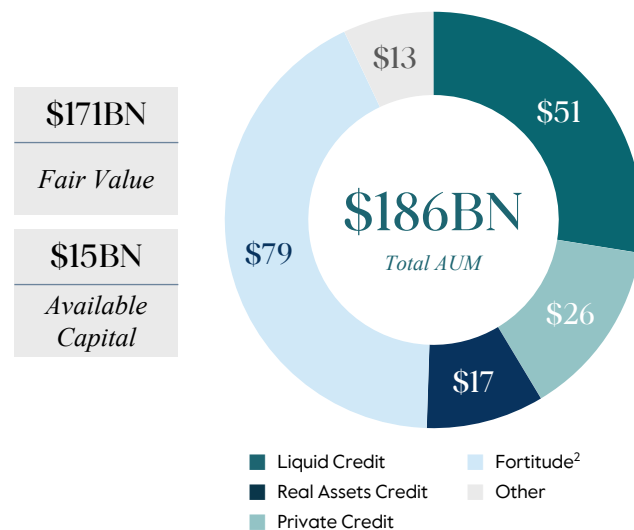 $171BN
Fair Value
$15BN
Available
Capital
$13
$51
$186BN
Total AUM
$79
$26
$17
Liquid Credit
Fortitude²
Real Assets Credit
Other
Private Credit